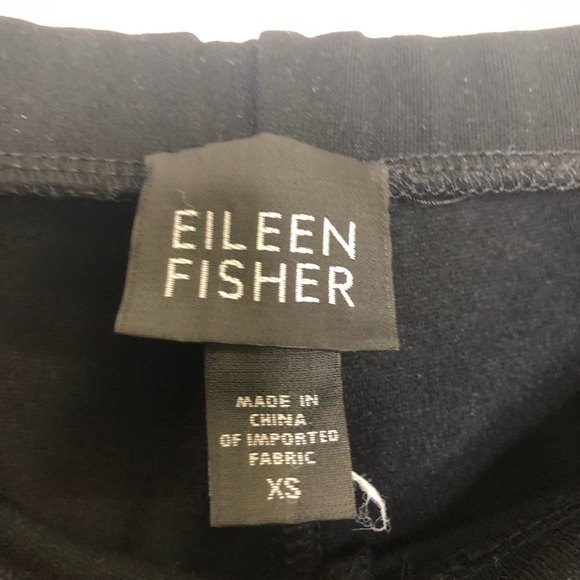 EILEEN
FISHER
MADE IN
CHINA
OF IMPORTED
FABRIC
XS